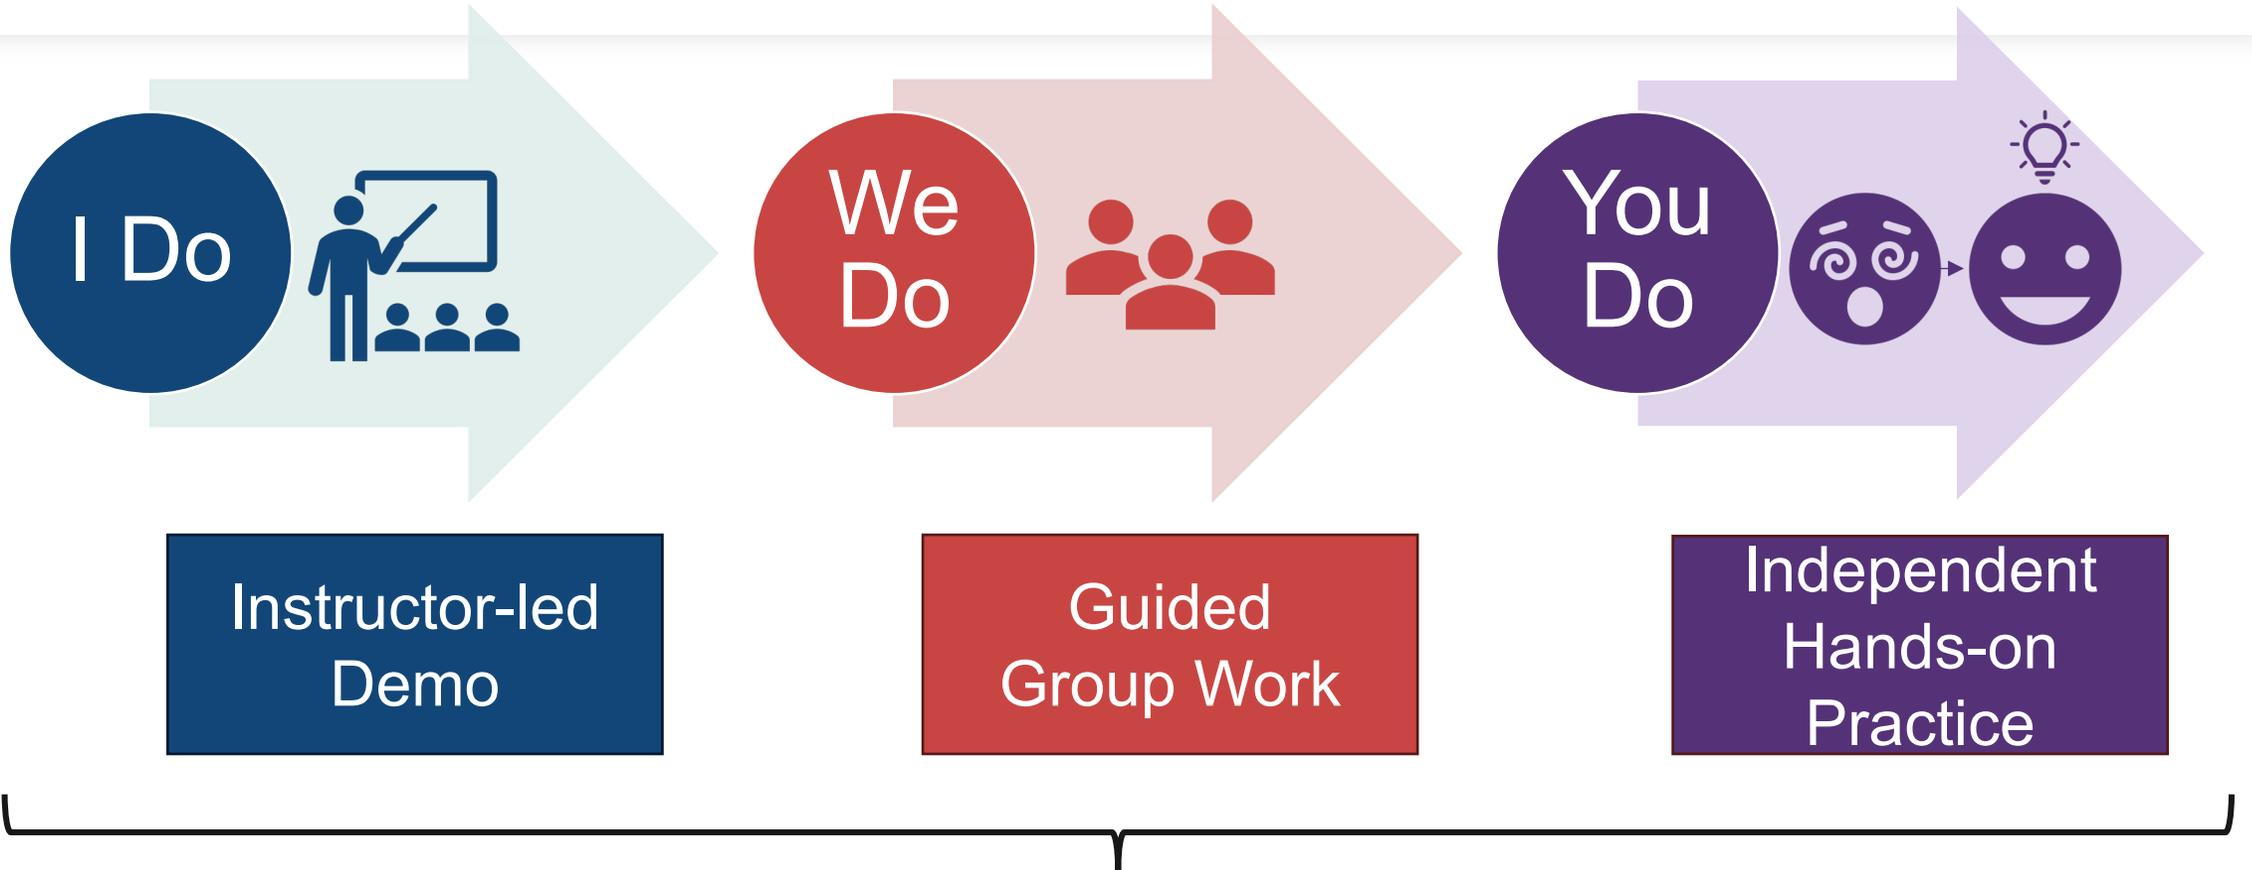 I Do
We
Do
You
Do
Instructor-led
Demo
Guided
Group Work
Independent
Hands-on
Practice